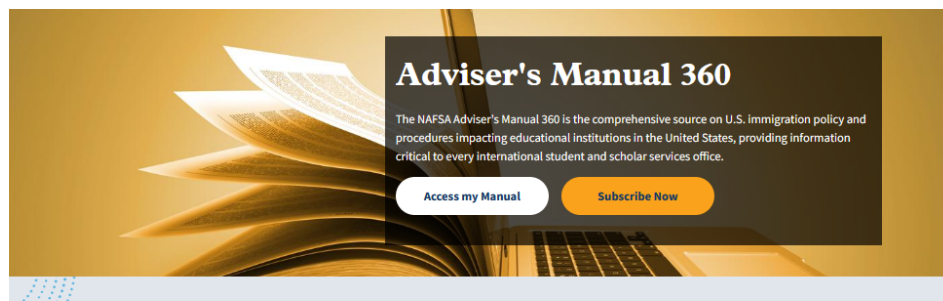 Adviser's Manual 360
The NAFSA Adviser's Manual 360 is the comprehensive source on U.S. immigration policy and
procedures impacting educational institutions in the United States, providing information
critical to every international student and scholar services office.
Access my Manual
Subscribe Now